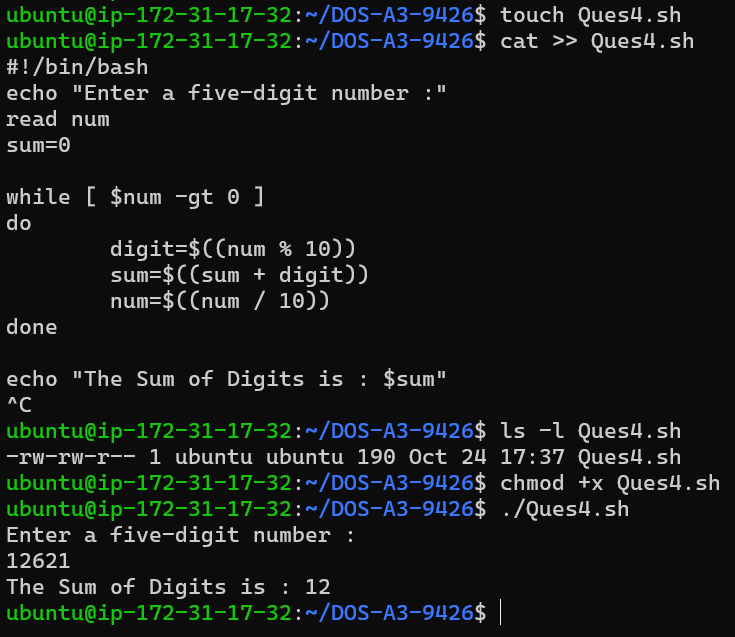 ubuntu@ip-172-31-17-32:~/DOS-A3-9426$ touch Ques4.sh
ubuntu@ip-172-31-17-32:~/DOS-A3-9426$ cat >> Ques4.sh
#!/bin/bash
echo "Enter a five-digit number :"
read num
sum=0

while [ $num -gt 0 ]
do
        digit=$((num % 10))
        sum=$((sum + digit))
        num=$((num / 10))
done

echo "The Sum of Digits is : $sum"
^C
ubuntu@ip-172-31-17-32:~/DOS-A3-9426$ ls -l Ques4.sh
-rw-rw-r-- 1 ubuntu ubuntu 190 Oct 24 17:37 Ques4.sh
ubuntu@ip-172-31-17-32:~/DOS-A3-9426$ chmod +x Ques4.sh
ubuntu@ip-172-31-17-32:~/DOS-A3-9426$ ./Ques4.sh
Enter a five-digit number :
12621
The Sum of Digits is : 12
ubuntu@ip-172-31-17-32:~/DOS-A3-9426$